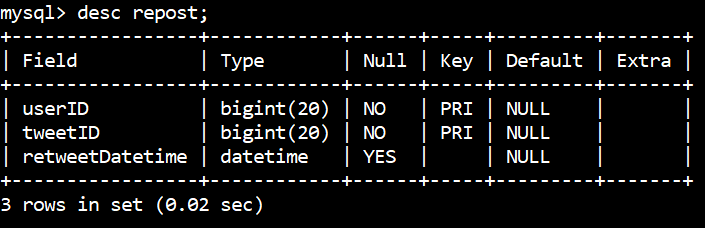 mysql> desc repost;
+-----------------+------------+------+-----+---------+-------+
| Field           | Type       | Null | Key | Default | Extra |
+-----------------+------------+------+-----+---------+-------+
| userID          | bigint(20) | NO   | PRI | NULL    |       |
| tweetID         | bigint(20) | NO   | PRI | NULL    |       |
| retweetDatetime | datetime   | YES  |     | NULL    |       |
+-----------------+------------+------+-----+---------+-------+
3 rows in set (0.02 sec)